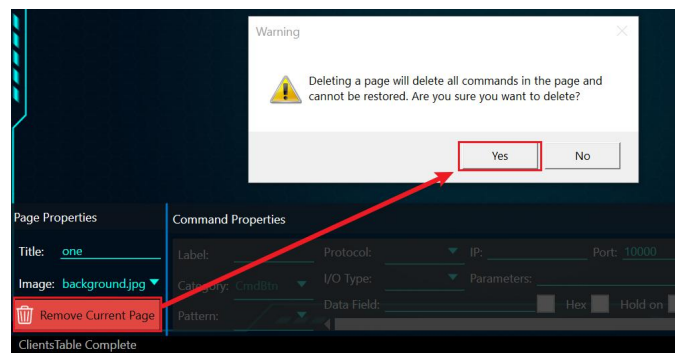 Warning
Deleting a page will delete all commands in the page and
cannot be restored. Are you sure you want to delete?
Yes No
Page Properties Command Properties
Title: one Label: Protocol: IP: Port: 10000
Image: background.jpg Category: CmdBtn I/O Type: Parameters:
Remove Current Page Pattern: Data Field: Hex Hold on
ClientsTable Complete